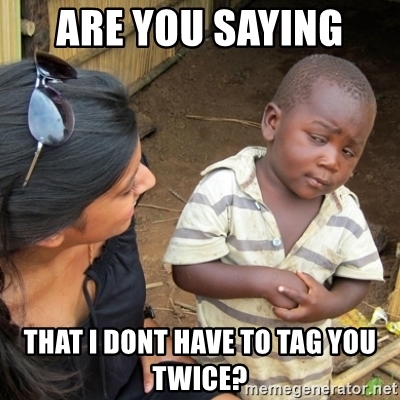 ARE YOU SAYING
THAT I DONT HAVE TO TAG YOU
TWICE?
memegenerator.net